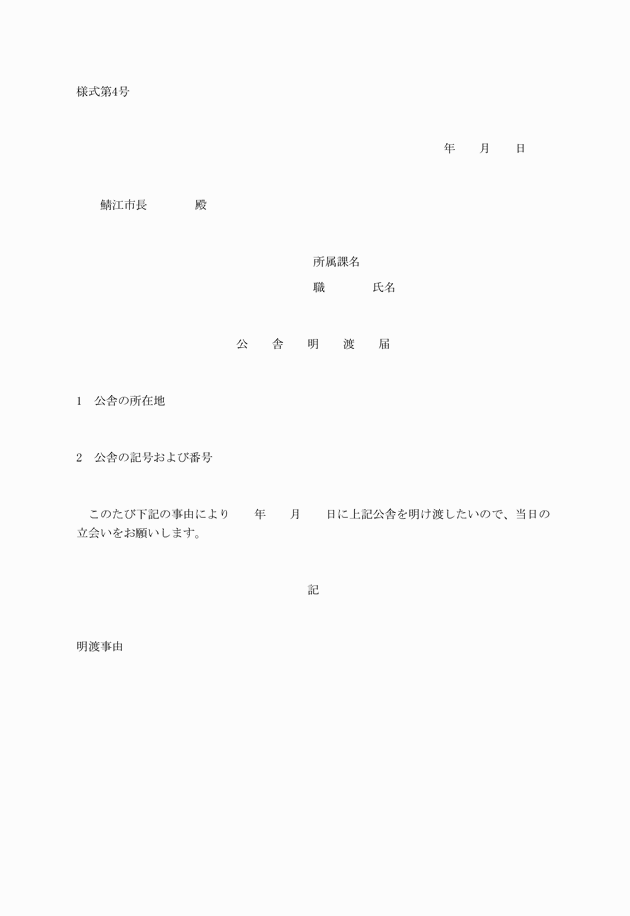 様式第4号
年　　月　　日
鯖江市長　　　　殿
所属課名
職　　　　氏名
公　　舎　　明　　渡　　届
1　公舎の所在地
2　公舎の記号および番号
このたび下記の事由により　　年　　月　　日に上記公舎を明け渡したいので、当日の
立会いをお願いします。
記
明渡事由